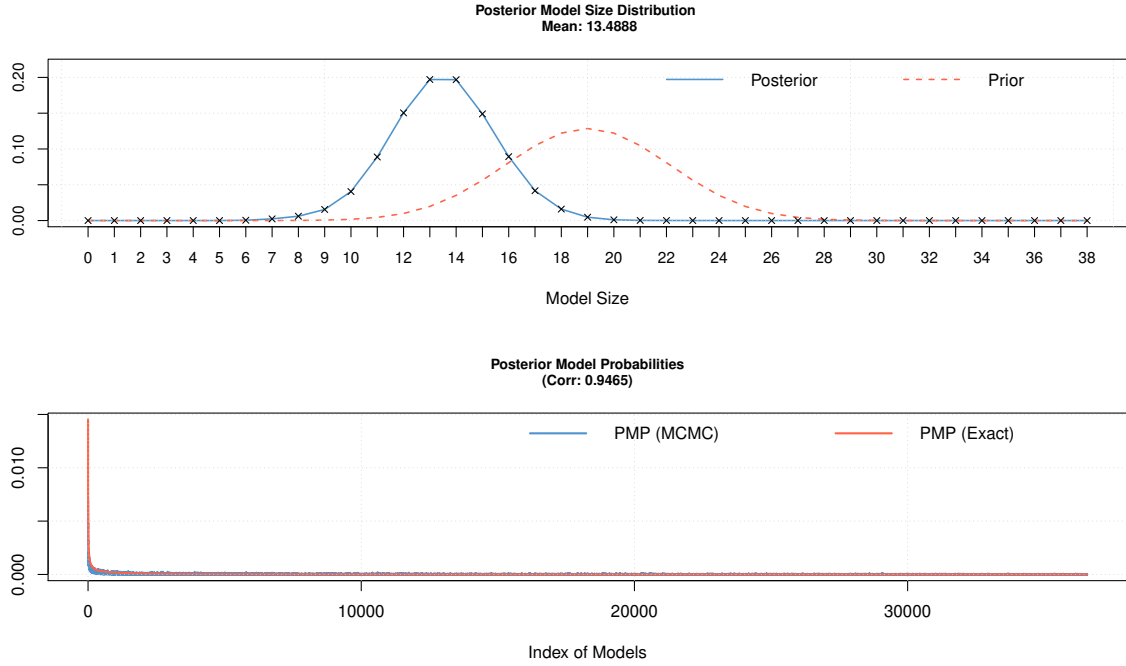 Posterior Model Size Distribution
Mean: 13.4888
0.20
0.10
0.00
Posterior
Prior
0 1 2 3 4 5 6 7 8 9 10 12 14 16 18 20 22 24 26 28 30 32 34 36 38
Model Size
Posterior Model Probabilities
(Corr: 0.9465)
0.010
0.000
PMP (MCMC)
PMP (Exact)
0 10000 20000 30000
Index of Models